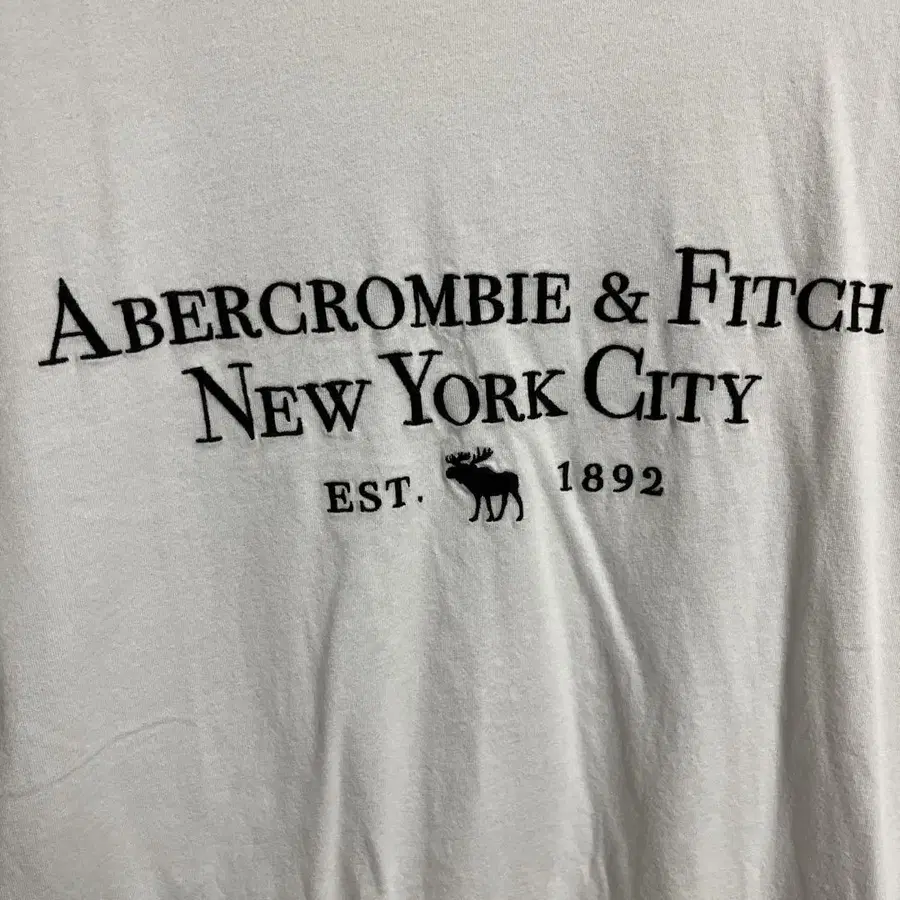 ABERCROMBIE & FITCH
NEW YORK CITY
EST. 1892